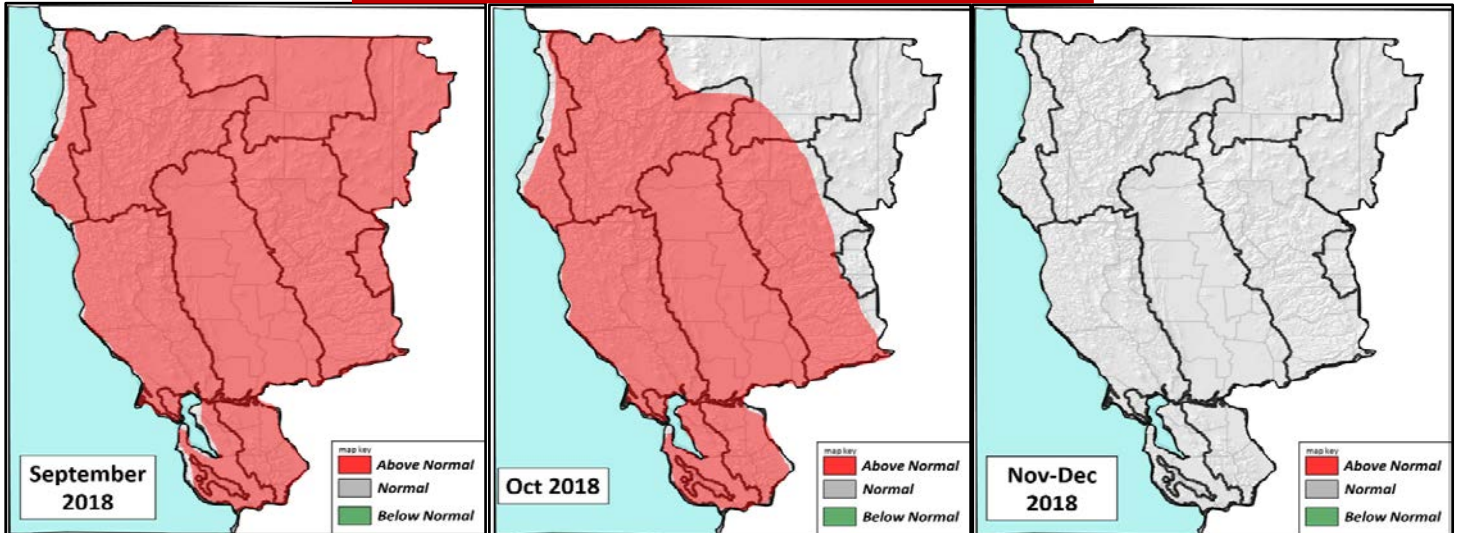 September
2018
map key
Above Normal
Normal
Below Normal
Oct 2018
map key
Above Normal
Normal
Below Normal
Nov-Dec
2018
map key
Above Normal
Normal
Below Normal